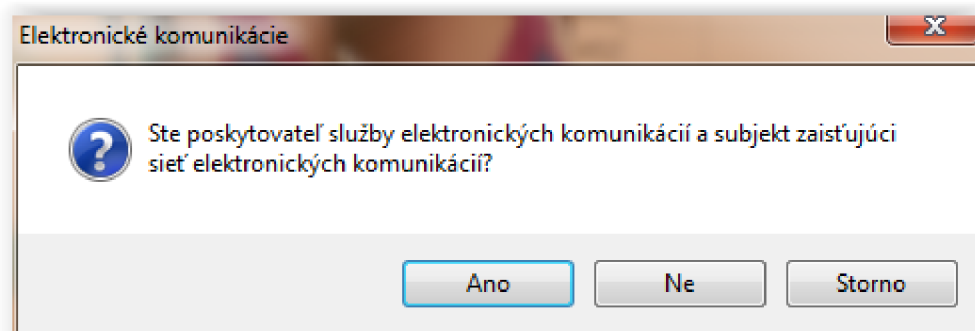 Elektronické komunikácie
Ste poskytovateľ služby elektronických komunikácií a subjekt zaisťujúci
sieť elektronických komunikácií?
Ano
Ne
Storno